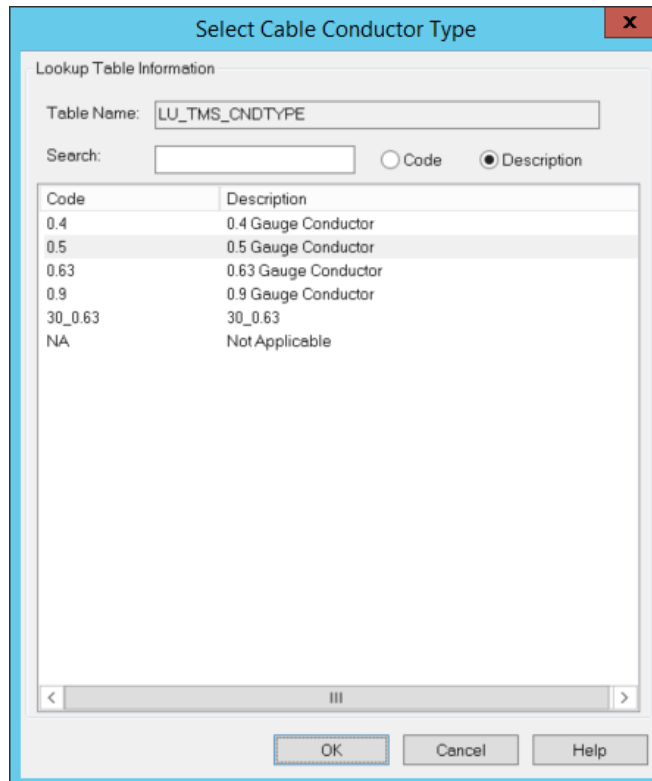 Select Cable Conductor Type
x
Lookup Table Information
Table Name: LU_TMS_CNDTYPE
Search: Code Description
Code Description
0.4 0.4 Gauge Conductor
0.5 0.5 Gauge Conductor
0.63 0.63 Gauge Conductor
0.9 0.9 Gauge Conductor
30_0.63 30_0.63
NA Not Applicable
OK Cancel Help